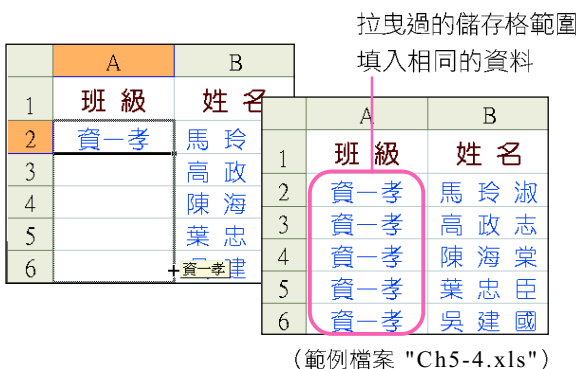 拉曳過的儲存格範圍
填入相同的資料
A B
1 班 級 姓 名
2 資一孝 馬 玲
3 高 政
4 陳 海
5 葉 忠
6 建
資一孝
A B
1 班 級 姓 名
2 資一孝 馬 玲 淑
3 資一孝 高 政 志
4 資一孝 陳 海 棠
5 資一孝 葉 忠 臣
6 資一孝 吳 建 國
(範例檔案 "Ch5-4.xls")